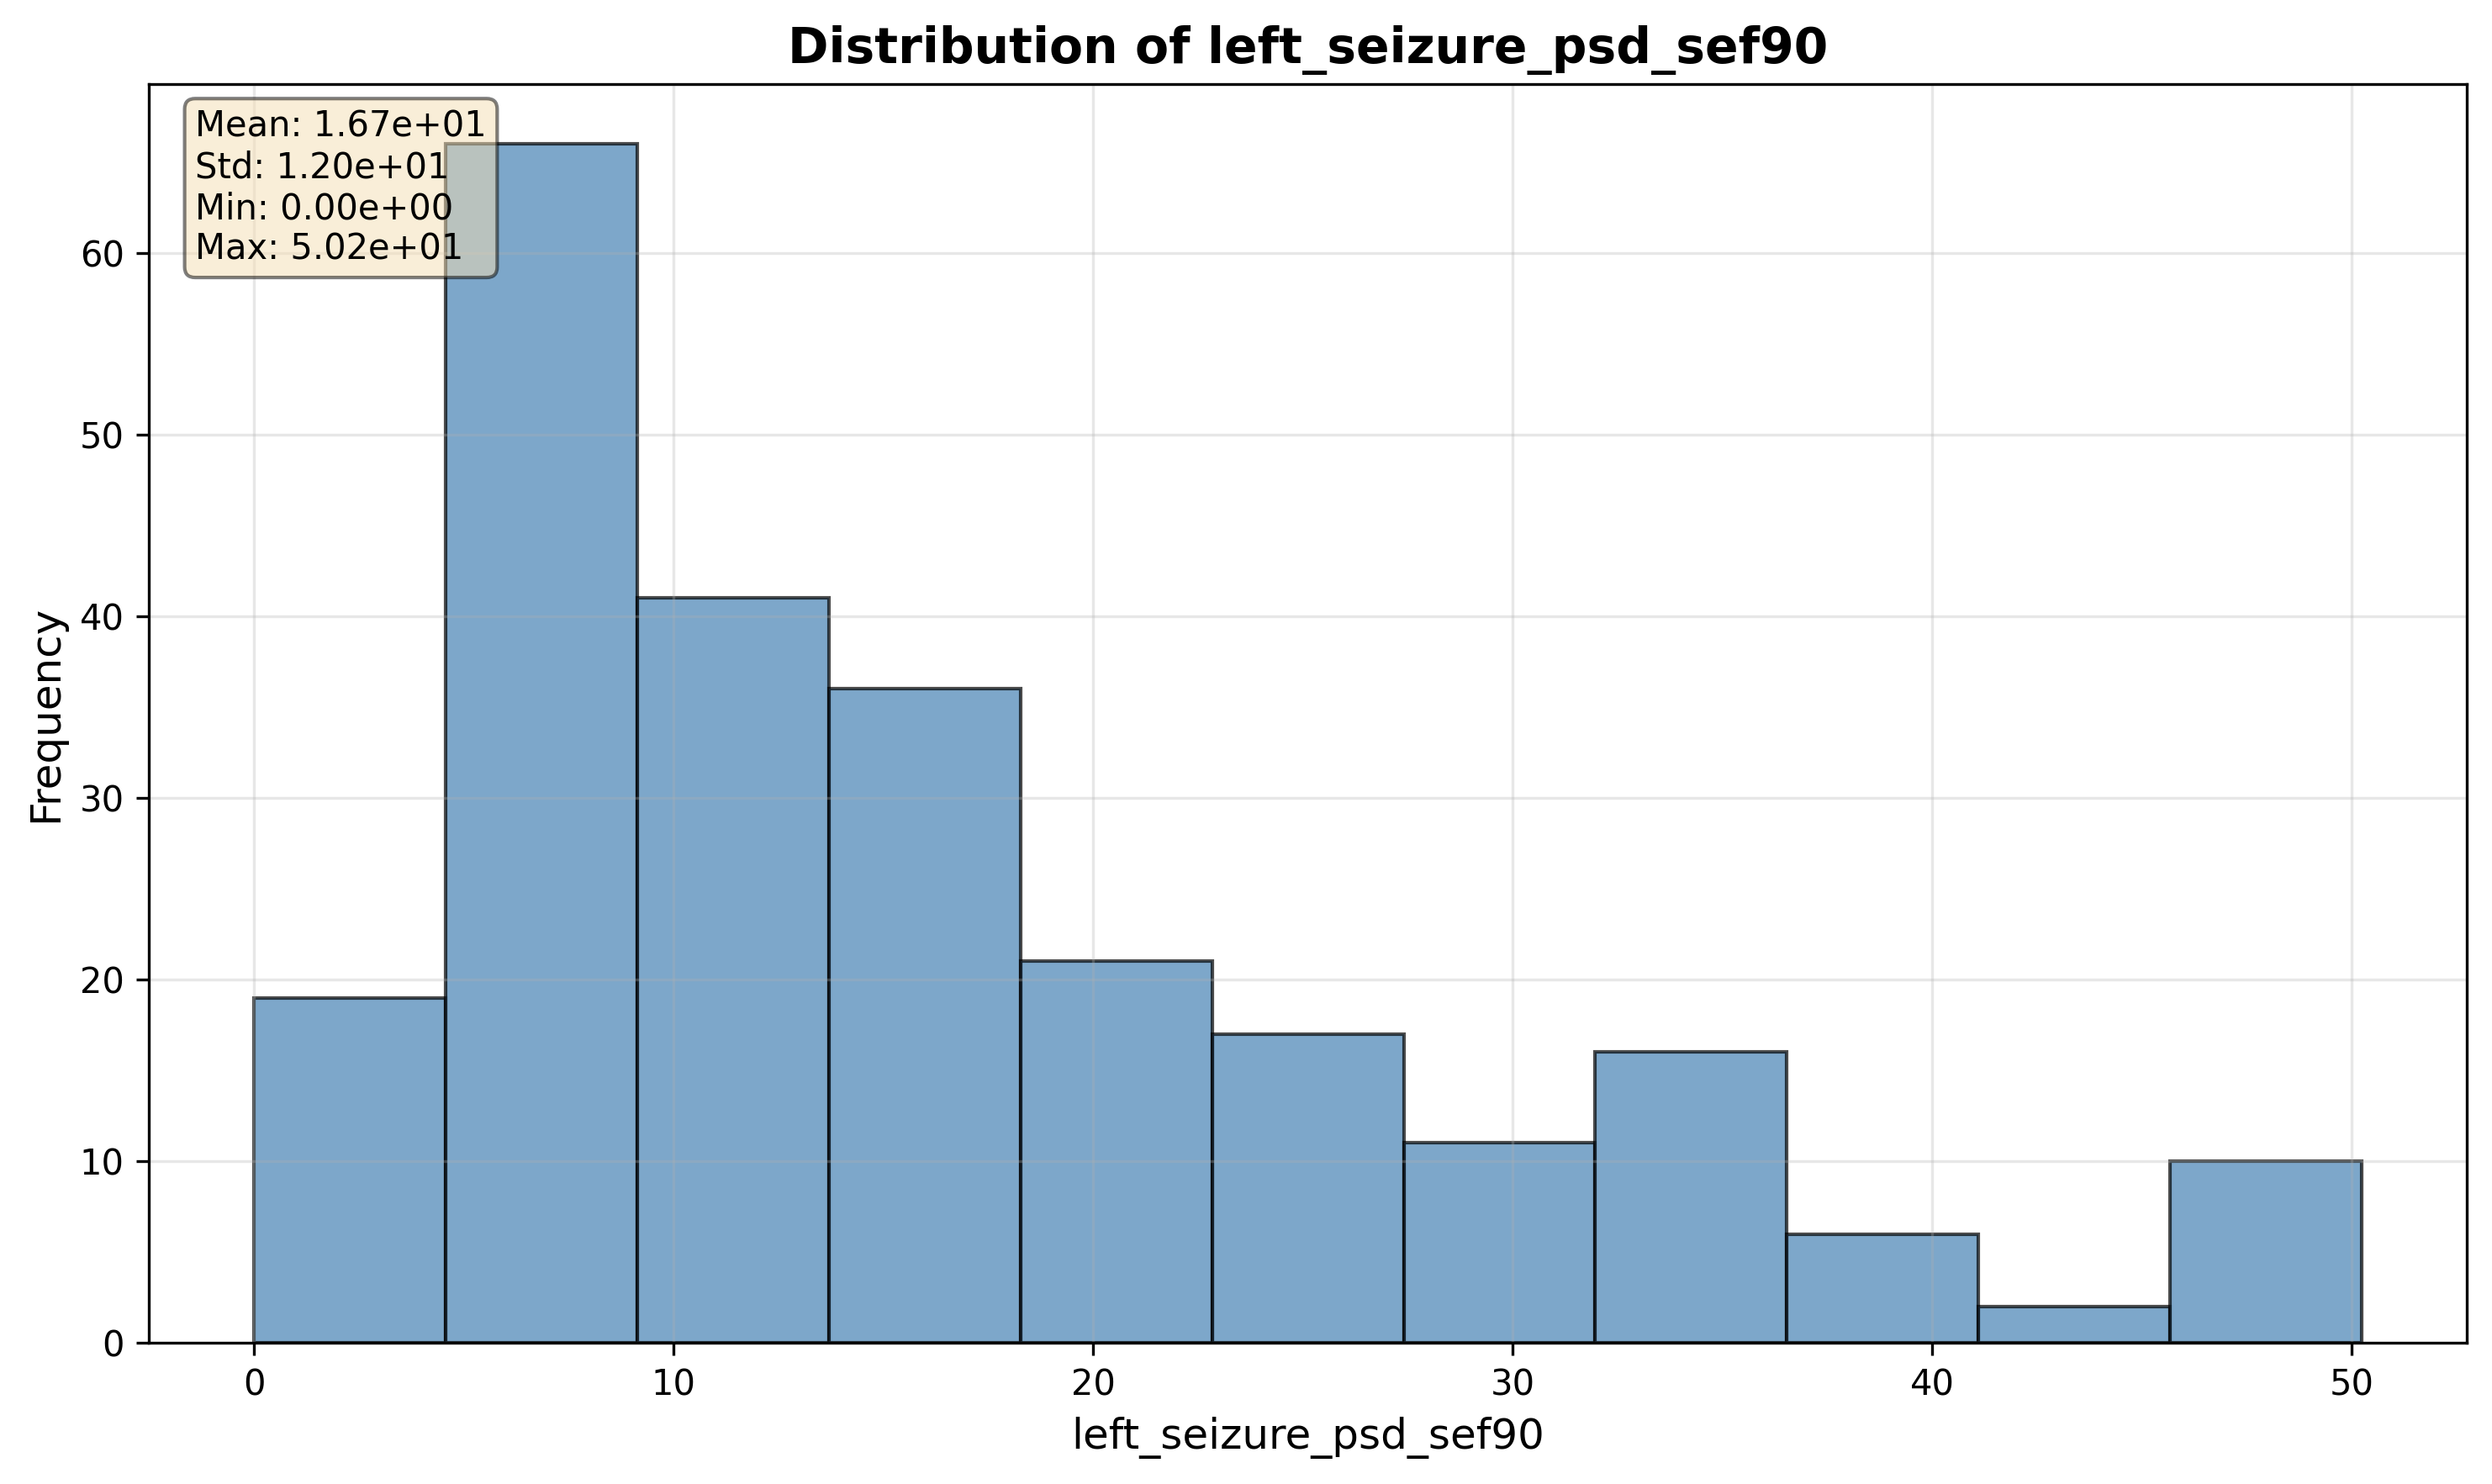 Distribution of left_seizure_psd_sef90
Mean: 1.67e+01
Std: 1.20e+01
Min: 0.00e+00
Max: 5.02e+01
Frequency
60
50
40
30
20
10
0
0 10 20 30 40 50
left_seizure_psd_sef90